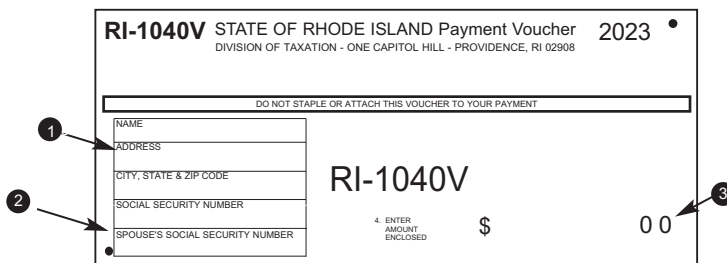 RI-1040V STATE OF RHODE ISLAND Payment Voucher 2023
DIVISION OF TAXATION - ONE CAPITOL HILL - PROVIDENCE, RI 02908
DO NOT STAPLE OR ATTACH THIS VOUCHER TO YOUR PAYMENT
NAME
1
ADDRESS
CITY, STATE & ZIP CODE
RI-1040V
2
SOCIAL SECURITY NUMBER
SPOUSE'S SOCIAL SECURITY NUMBER
4. ENTER
AMOUNT
ENCLOSED
$ 0 0
3